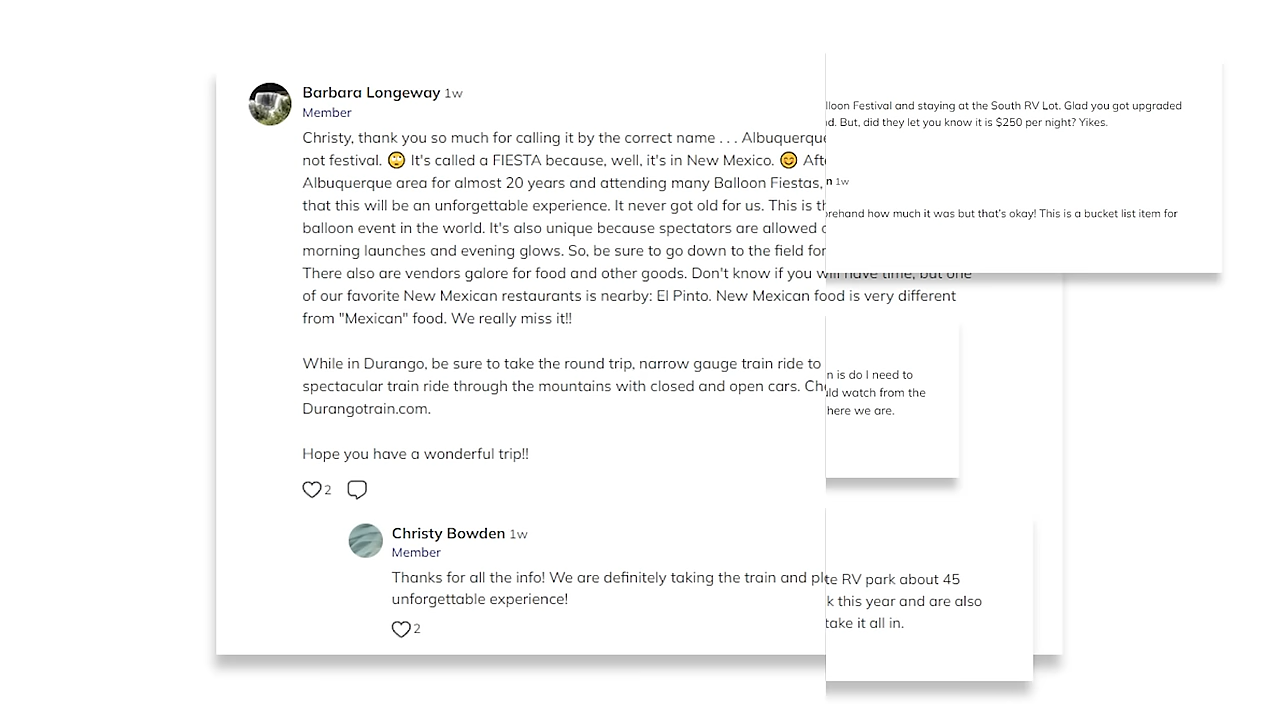 Barbara Longeway 1w
Member
Christy, thank you so much for calling it by the correct name . . . Albuquerque
not festival. 🙄 It's called a FIESTA because, well, it's in New Mexico. 😊
Albuquerque area for almost 20 years and attending many Balloon Fiestas,
that this will be an unforgettable experience. It never got old for us. This is
balloon event in the world. It's also unique because spectators are allowed
morning launches and evening glows. So, be sure to go down to the field for
There also are vendors galore for food and other goods. Don't know if you will have time, but one
of our favorite New Mexican restaurants is nearby: El Pinto. New Mexican food is very different
from "Mexican" food. We really miss it!!
While in Durango, be sure to take the round trip, narrow gauge train ride to
spectacular train ride through the mountains with closed and open cars.
Durangotrain.com.
Hope you have a wonderful trip!!
2
Christy Bowden 1w
Member
Thanks for all the info! We are definitely taking the train and
unforgettable experience!
2
lloon Festival and staying at the South RV Lot. Glad you got upgraded
d. But, did they let you know it is $250 per night? Yikes.
n 1w
rehand how much it was but that's okay! This is a bucket list item for
n is do I need to
uld watch from the
here we are.
te RV park about 45
k this year and are also
take it all in.